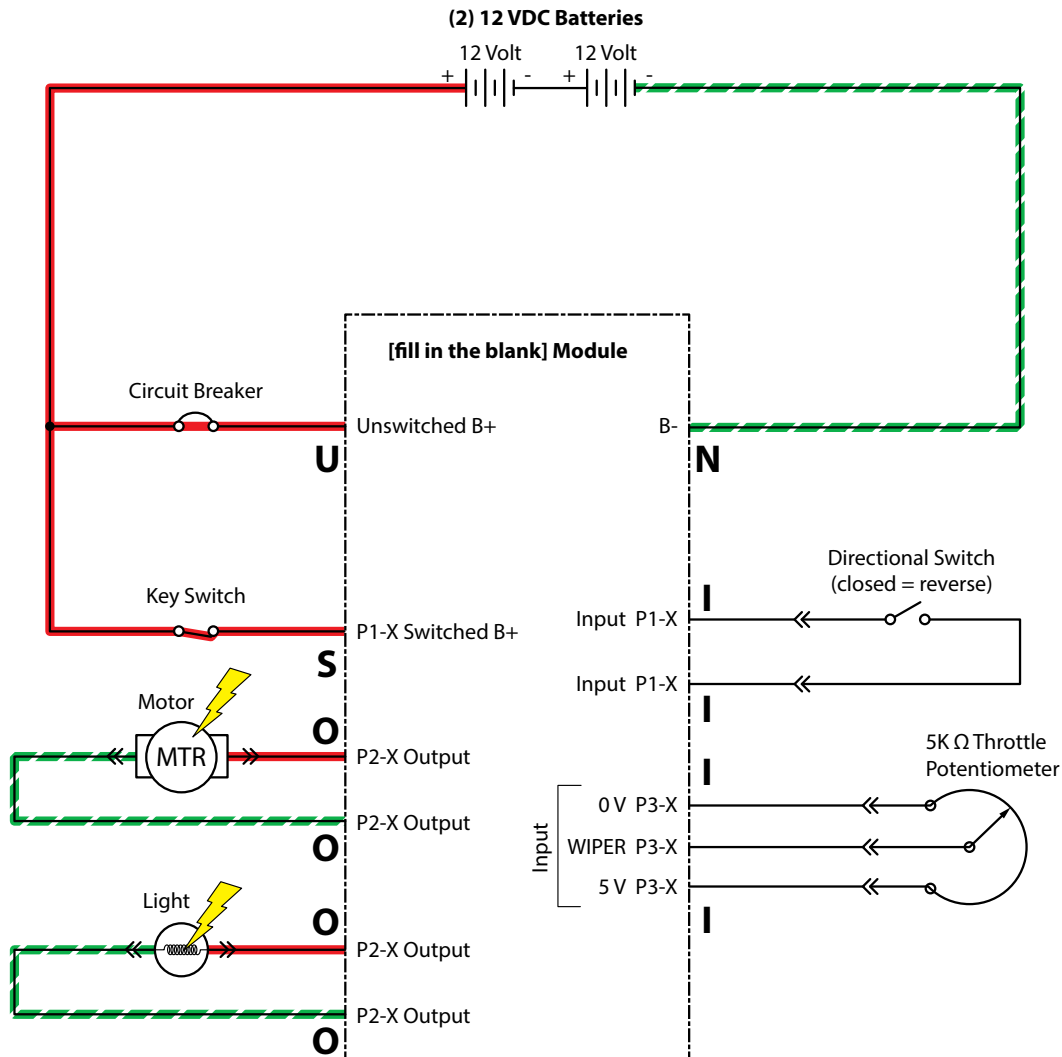 (2) 12 VDC Batteries
12 Volt
12 Volt
+ - + -
[fill in the blank] Module
Circuit Breaker
Unswitched B+
B-
U
N
Directional Switch
(closed = reverse)
Key Switch
I
Input P1-X
P1-X Switched B+
S
Input P1-X
I
Motor
O
MTR
P2-X Output
5K Ω Throttle
Potentiometer
I
0 V P3-X
P2-X Output
O
Input
WIPER P3-X
5 V P3-X
Light
O
I
P2-X Output
P2-X Output
O